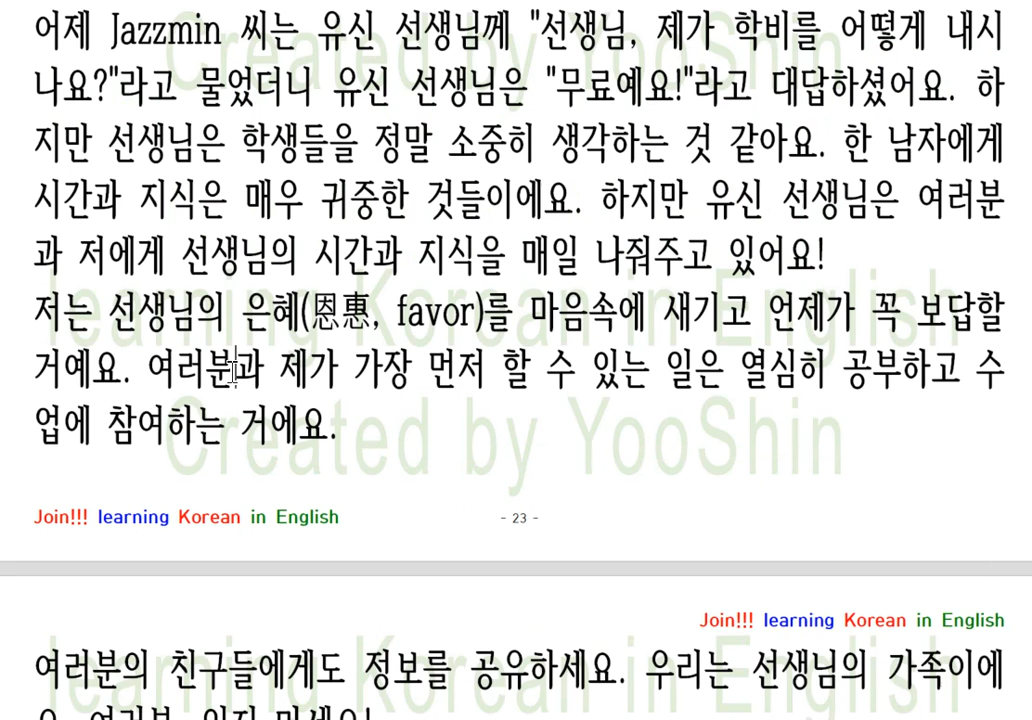 어제 Jazzmin 씨는 유신 선생님께 "선생님, 제가 학비를 어떻게 내시
나요?"라고 물었더니 유신 선생님은 "무료예요!"라고 대답하셨어요. 하
지만 선생님은 학생들을 정말 소중히 생각하는 것 같아요. 한 남자에게
시간과 지식은 매우 귀중한 것들이에요. 하지만 유신 선생님은 여러분
과 저에게 선생님의 시간과 지식을 매일 나눠주고 있어요!
저는 선생님의 은혜(恩惠, favor)를 마음속에 새기고 언제가 꼭 보답할
거예요. 여러분과 제가 가장 먼저 할 수 있는 일은 열심히 공부하고 수
업에 참여하는 거에요.
Join!!! learning Korean in English - 23 -
Join!!! learning Korean in English
여러분의 친구들에게도 정보를 공유하세요. 우리는 선생님의 가족이에
Created by YooShin
learning Korean in English
Created by YooShin
learning Korean in English